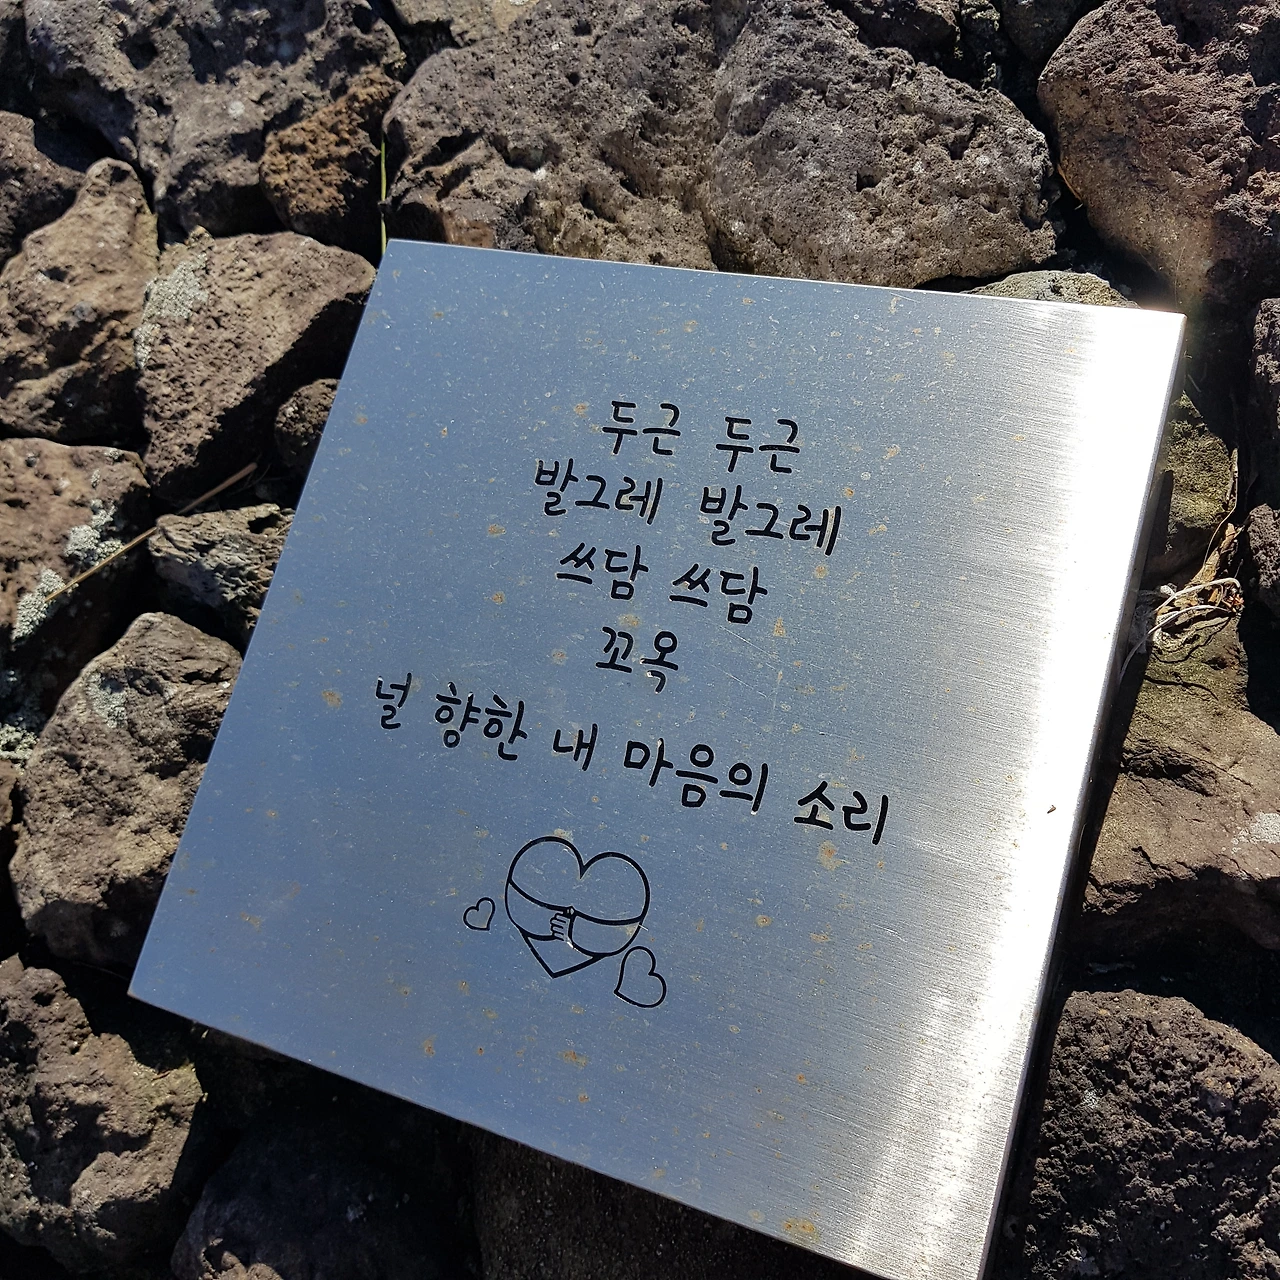 두근 두근
발그레 발그레
쓰담 쓰담
꼬옥
널 향한 내 마음의 소리